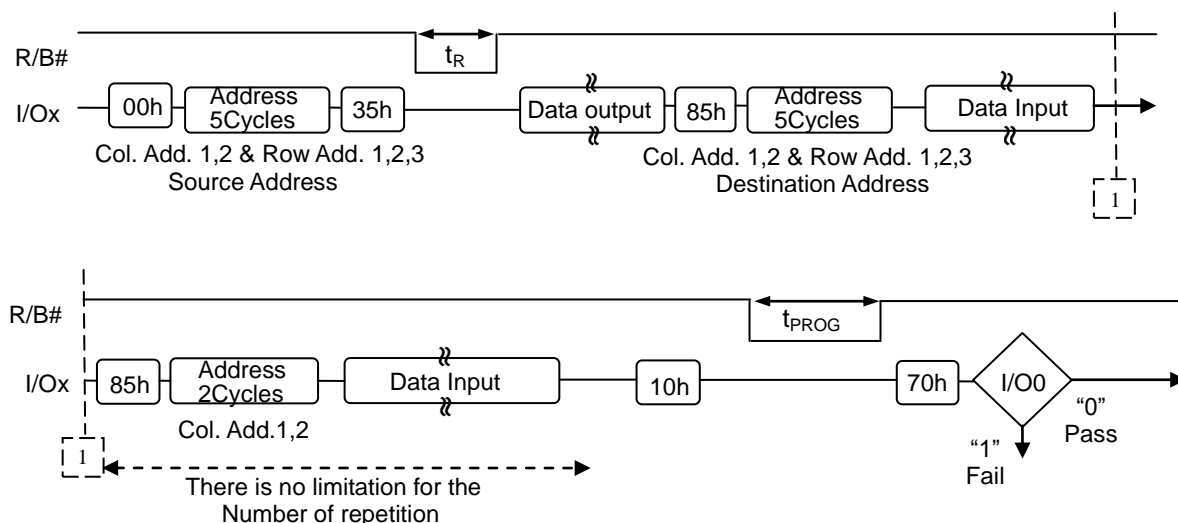 R/B#
tR
I/Ox
00h
Address
5Cycles
35h
Data output
85h
Address
5Cycles
Data Input
Col. Add. 1,2 & Row Add. 1,2,3
Source Address
Col. Add. 1,2 & Row Add. 1,2,3
Destination Address
1
R/B#
tPROG
I/Ox
85h
Address
2Cycles
Data Input
10h
70h
I/O0
Col. Add.1,2
“0”
Pass
“1”
Fail
1
There is no limitation for the
Number of repetition